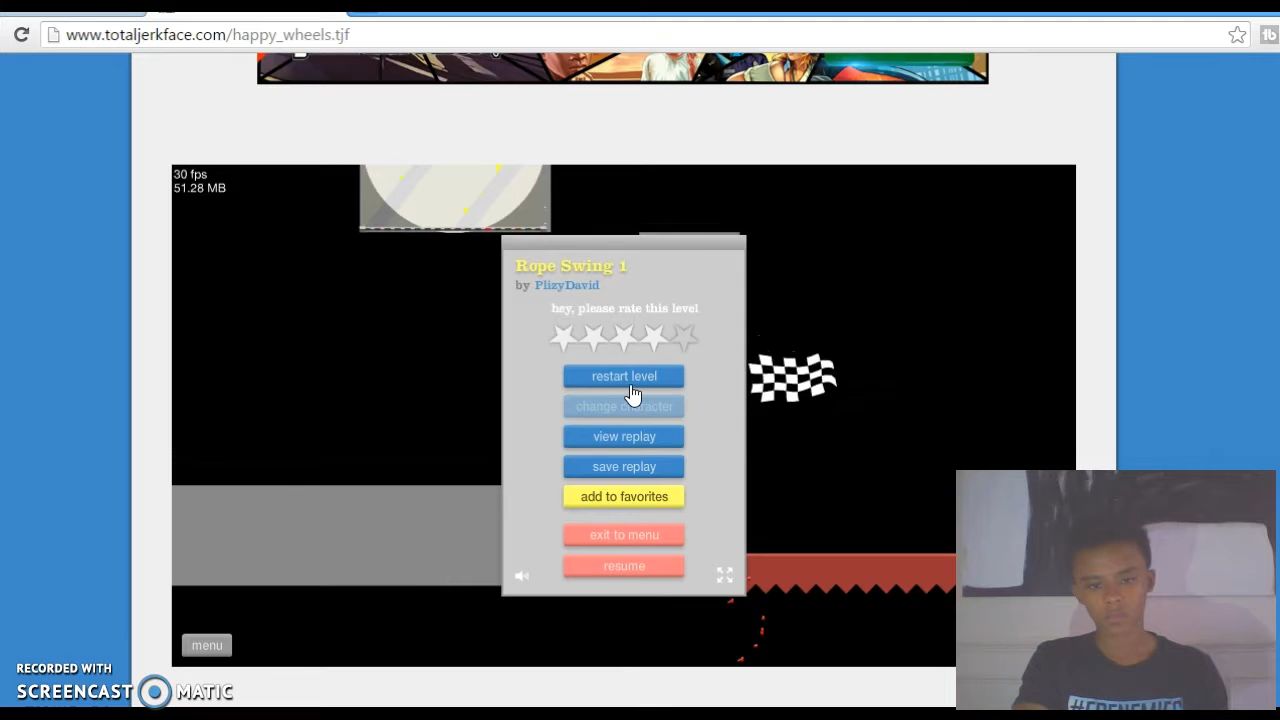 www.totaljerkface.com/happy_wheels.tjf
30 fps
51.28 MB
Rope Swing 1
by PlizyDavid
hey, please rate this level
restart level
change character
view replay
save replay
add to favorites
exit to menu
resume
menu
RECORDED WITH
SCREENCAST MATIC
#FRENEMIES